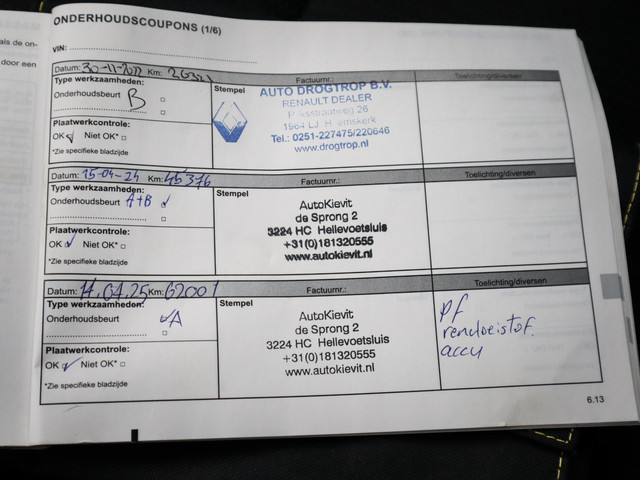 ONDERHOUDSCOUPONS (1/6)
als de on-
door een
VIN:
Datum: 30-11-2022 Km: Factuurnr.: Toelichting/diversen
Type werkzaamheden:
Onderhoudsbeurt B
Plaatwerkcontrole:
OK Niet OK*
*Zie specifieke bladzijde
Stempel
AUTO DROGTROP B.V.
RENAULT DEALER
26
Tel.: 0251-227475/220646
www.drogtrop.nl
Datum: 15-04-24 Km: 45376 Factuurnr.: Toelichting/diversen
Type werkzaamheden:
Onderhoudsbeurt A+B
Plaatwerkcontrole:
OK Niet OK*
*Zie specifieke bladzijde
Stempel
AutoKievit
de Sprong 2
3224 HC Hellevoetsluis
+31(0)181320555
www.autokievit.nl
Datum: 14.04.25 Km: 62001 Factuurnr.: Toelichting/diversen
Type werkzaamheden:
Onderhoudsbeurt A
Plaatwerkcontrole:
OK Niet OK*
*Zie specifieke bladzijde
Stempel
AutoKievit
de Sprong 2
3224 HC Hellevoetsluis
+31(0)181320555
www.autokievit.nl
pf
accu
6.13